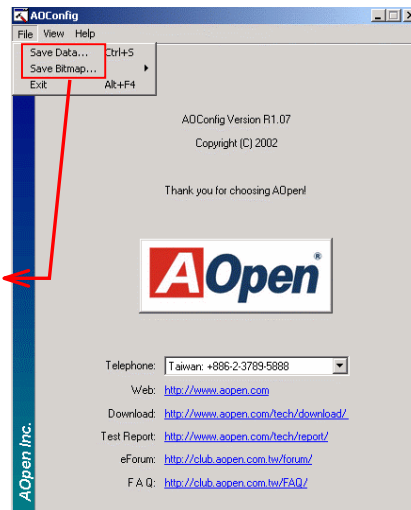 AOConfig
File View Help
Save Data... Ctrl+S
Save Bitmap...
Exit Alt+F4
AOConfig Version R1.07
Copyright (C) 2002
Thank you for choosing AOpen!
AOpen®
Telephone: Taiwan: +886-2-3789-5888
Web: http://www.aopen.com
Download: http://www.aopen.com/tech/download/
Test Report: http://www.aopen.com/tech/report/
eForum: http://club.aopen.com.tw/forum/
F A Q: http://club.aopen.com.tw/FAQ/
AOpen Inc.